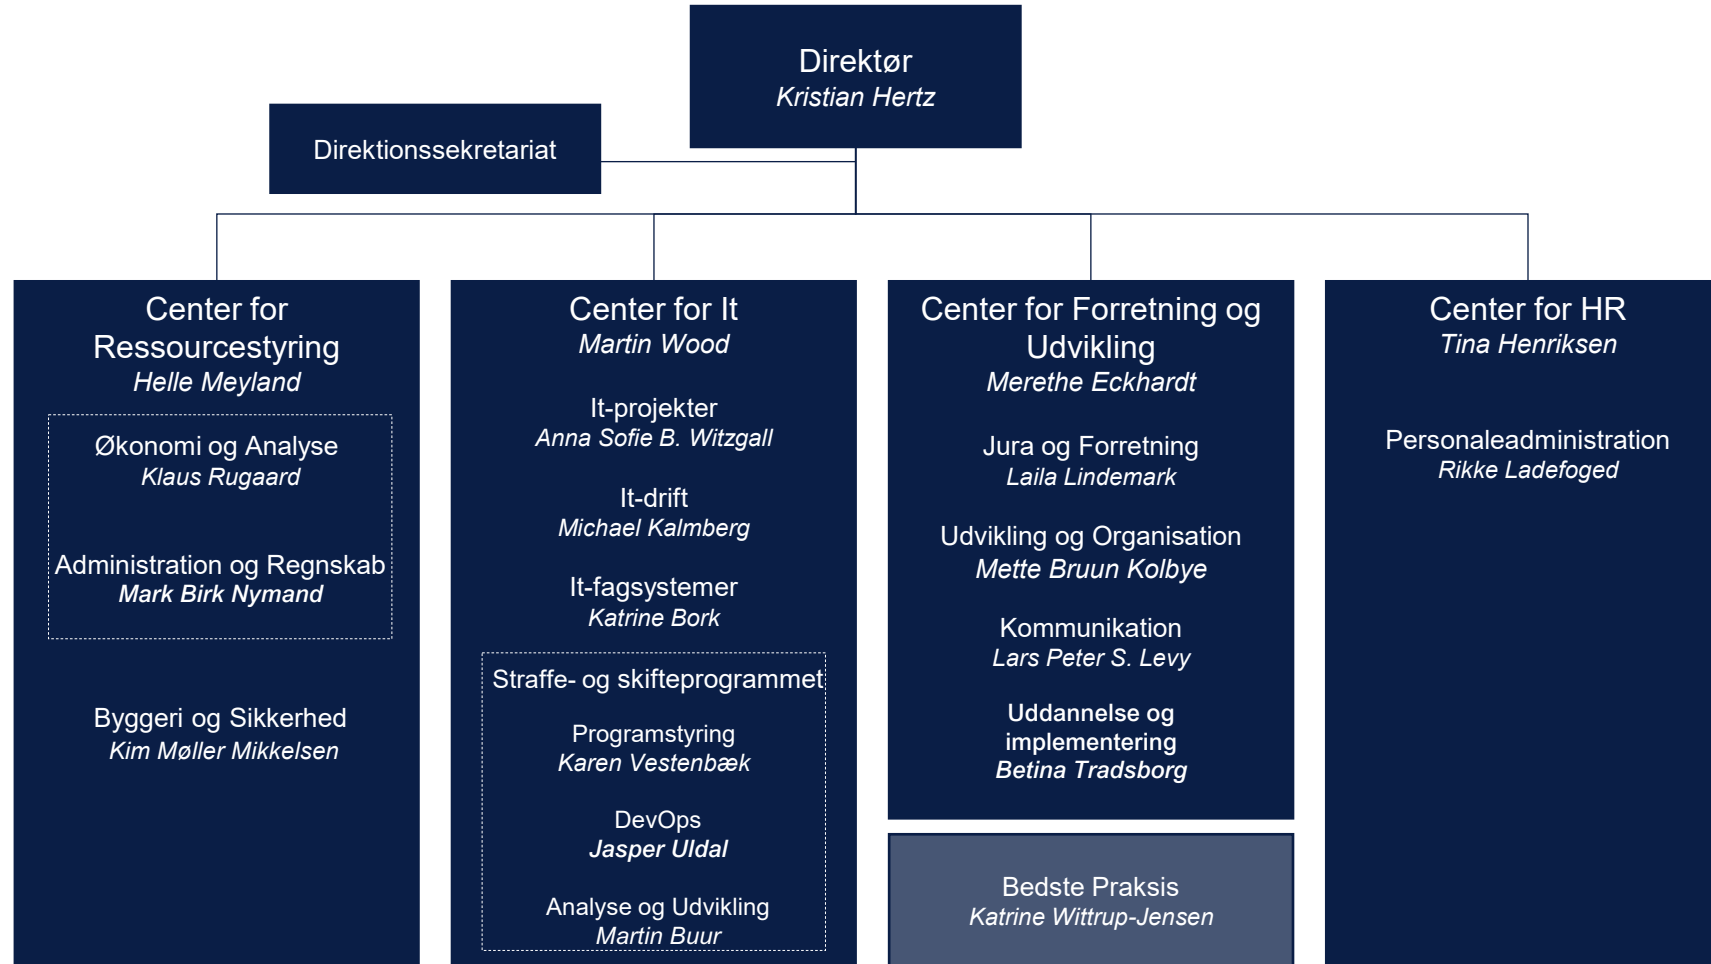 Direktør
Kristian Hertz
Direktionssekretariat
Center for
Ressourcestyring
Helle Meyland
Økonomi og Analyse
Klaus Rugaard
Administration og Regnskab
Mark Birk Nymand
Byggeri og Sikkerhed
Kim Møller Mikkelsen
Center for It
Martin Wood
It-projekter
Anna Sofie B. Witzgall
It-drift
Michael Kalmberg
It-fagsystemer
Katrine Bork
Straffe- og skifteprogrammet
Programstyring
Karen Vestenbæk
DevOps
Jasper Uldal
Analyse og Udvikling
Martin Buur
Center for Forretning og
Udvikling
Merethe Eckhardt
Jura og Forretning
Laila Lindemark
Udvikling og Organisation
Mette Bruun Kolbye
Kommunikation
Lars Peter S. Levy
Uddannelse og
implementering
Betina Tradsborg
Bedste Praksis
Katrine Wittrup-Jensen
Center for HR
Tina Henriksen
Personaleadministration
Rikke Ladefoged